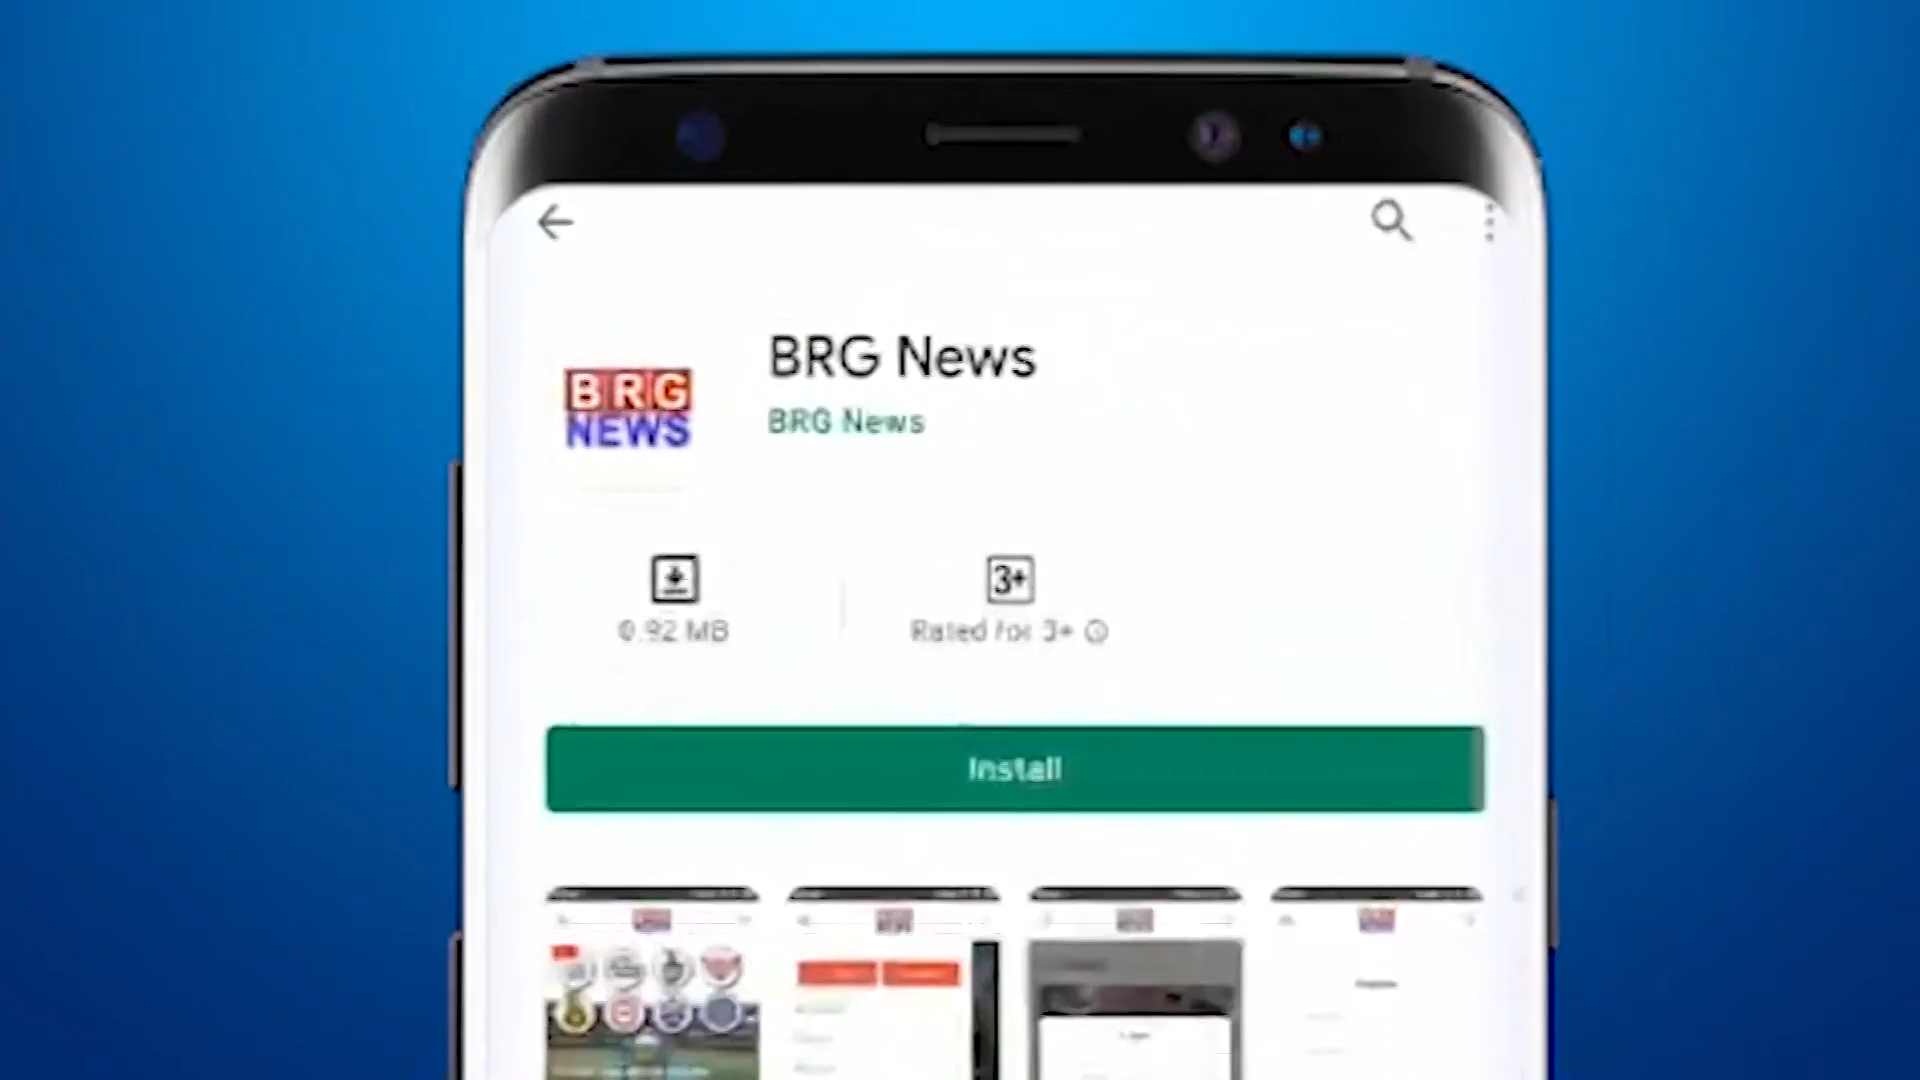 BRG News
BRG
NEWS
BRG News
3+
0.92 MB
Rated for 3+
Install